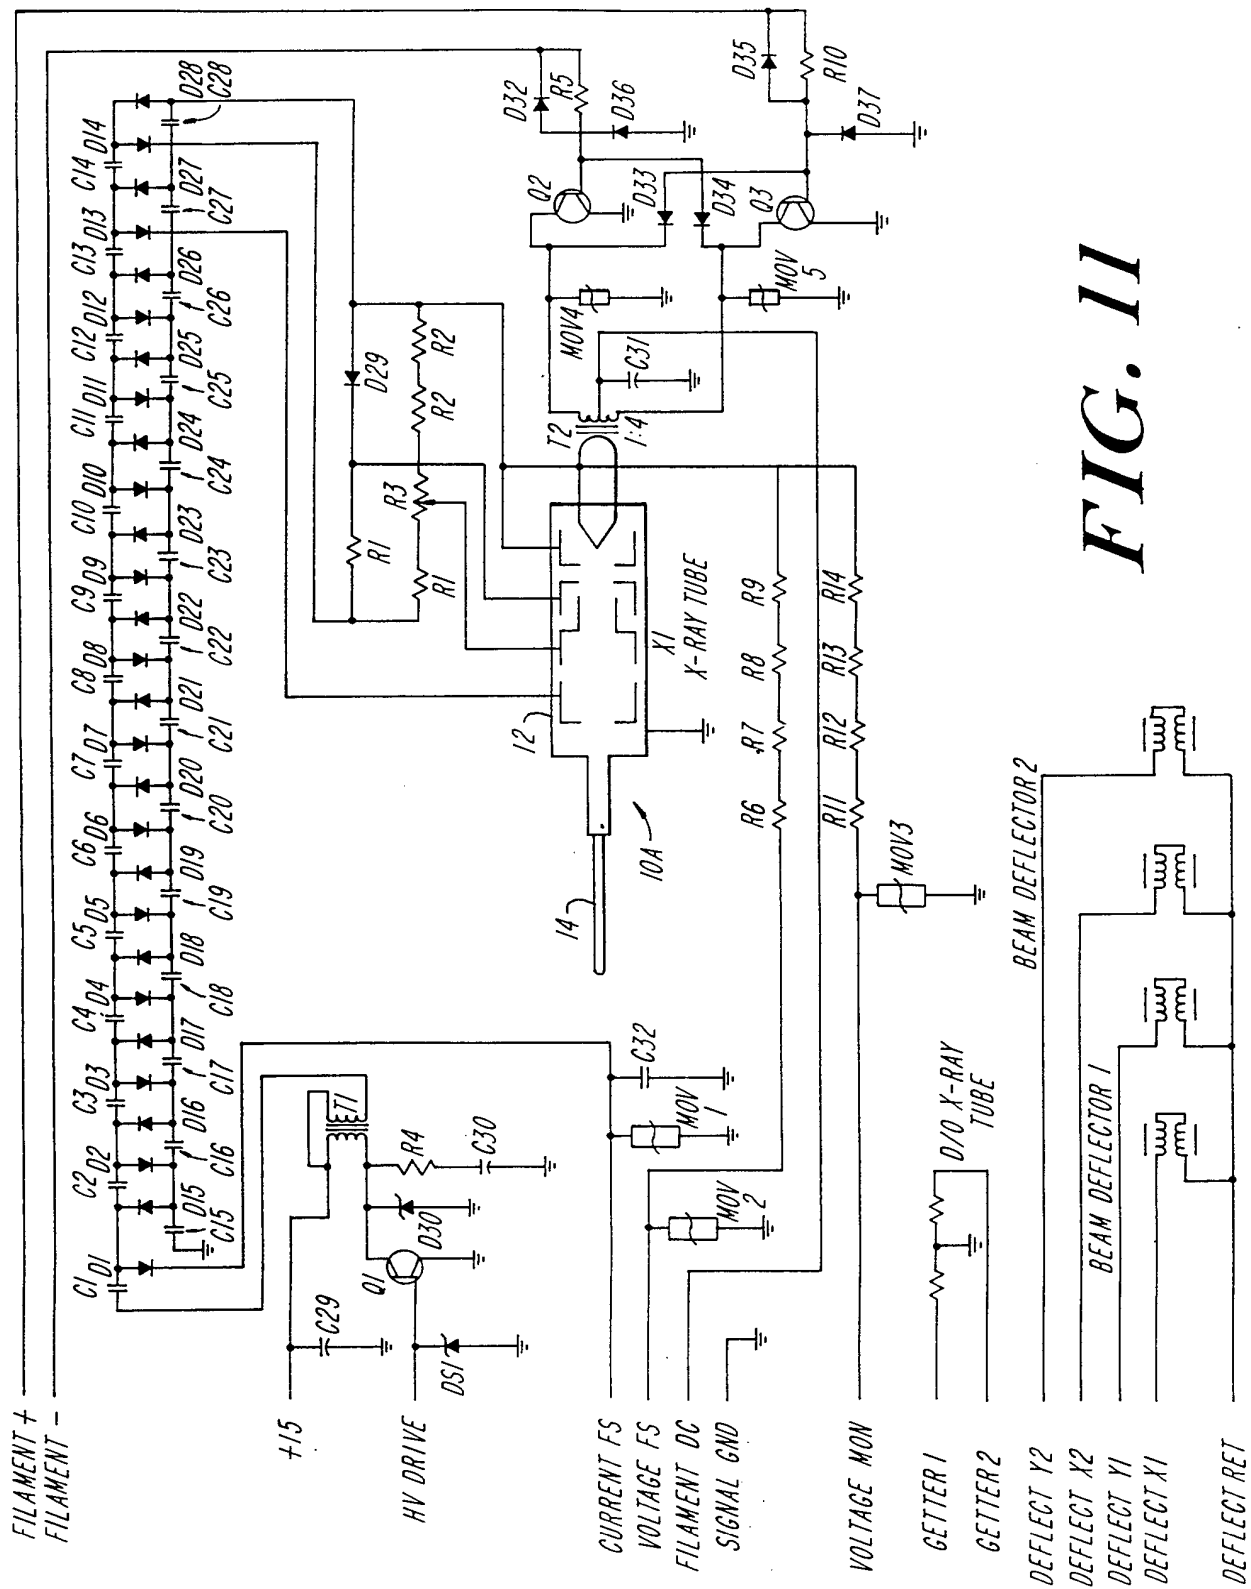 FILAMENT +
FILAMENT -
C1 D1
C2 D2
C3 D3
C4 D4
C5 D5
C6 D6
C7 D7
C8 D8
C9 D9
C10 D10
C11 D11
C12 D12
C13 D13
C14 D14
C15 D15
C16 D16
C17 D17
C18 D18
C19 D19
C20 D20
C21 D21
C22 D22
C23 D23
C24 D24
C25 D25
C26 D26
C27 D27
D28
C28
+15
C29
T1
R4
C30
D30
Q1
HV DRIVE
DS1
D29
R1
R1
R3
R2
R2
D32
R5
D36
D35
R10
D37
Q2
D33
D34
Q3
MOV4
MOV
5
C31
T2
1:4
12
14
10A
X1
X-RAY TUBE
CURRENT FS
VOLTAGE FS
FILAMENT DC
SIGNAL GND
C32
MOV
1
MOV
2
R6 R7 R8 R9
R11 R12 R13 R14
MOV3
VOLTAGE MON
GETTER 1
GETTER 2
D/O X-RAY
TUBE
DEFLECT Y2
DEFLECT X2
DEFLECT Y1
DEFLECT X1
DEFLECT RET
BEAM DEFLECTOR 1
BEAM DEFLECTOR 2
FIG. 11